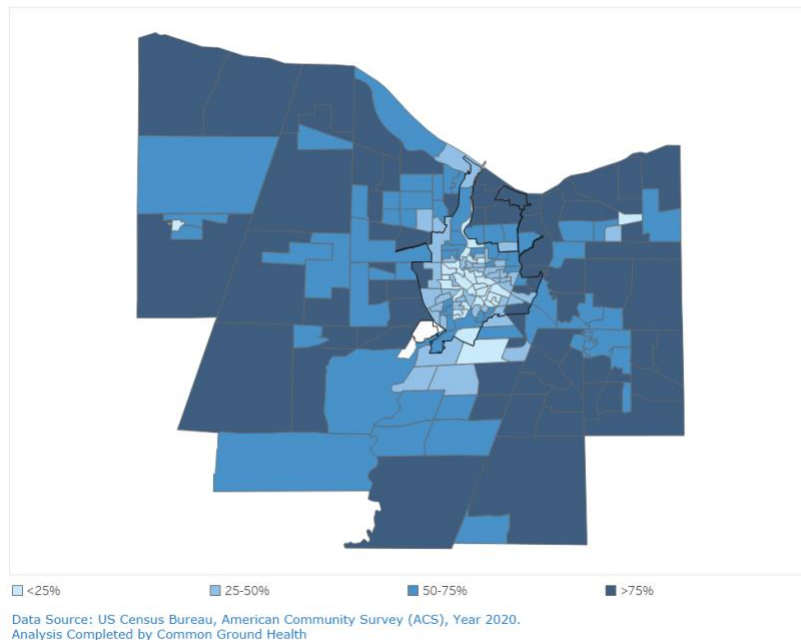 <25%
25-50%
50-75%
>75%
Data Source: US Census Bureau, American Community Survey (ACS), Year 2020.
Analysis Completed by Common Ground Health